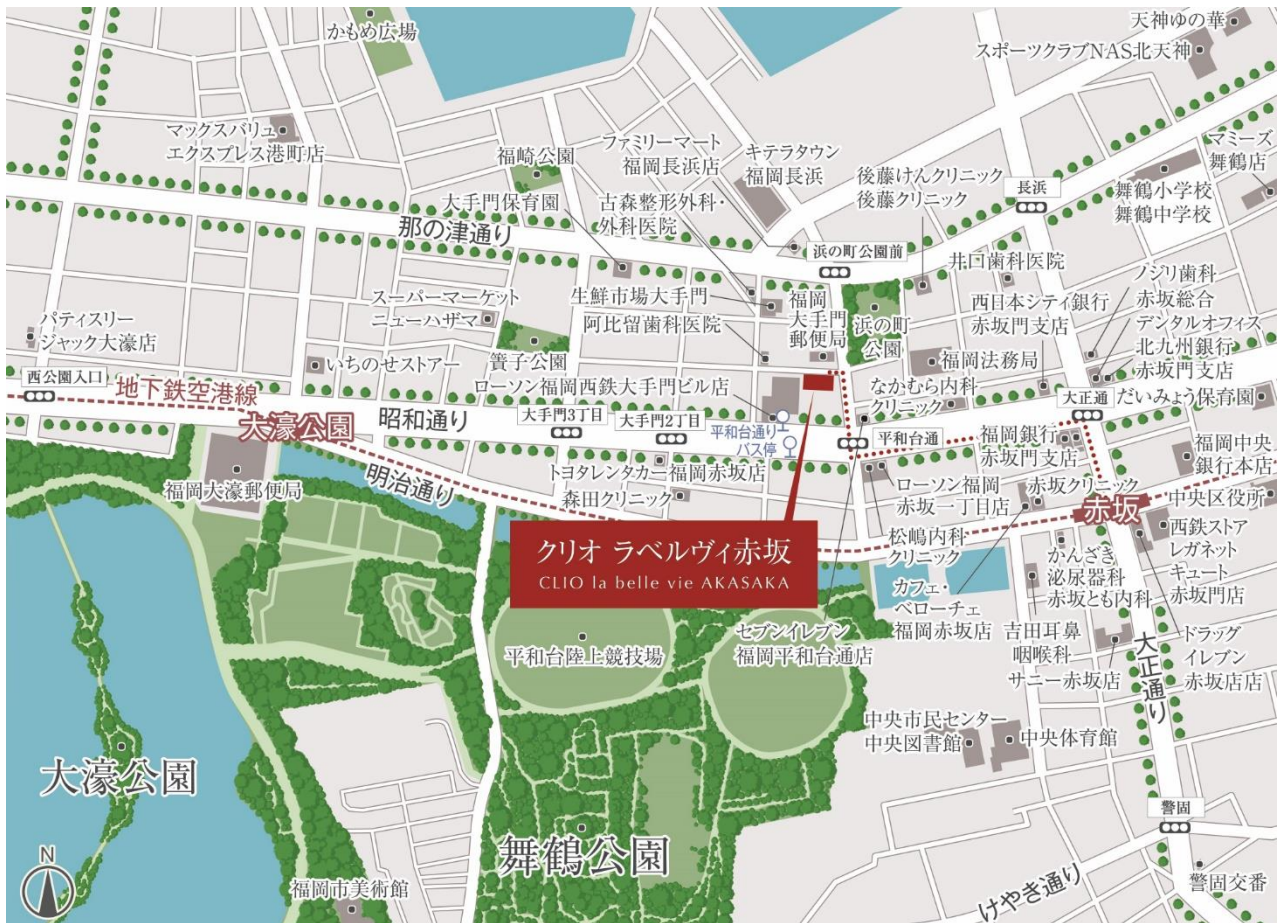 かもめ広場
天神ゆの華
スポーツクラブNAS北天神
マックスバリュ
エクスプレス港町店
福崎公園
ファミリーマート
福岡長浜店
キテラタウン
福岡長浜
後藤けんクリニック
後藤クリニック
長浜
マミーズ
舞鶴店
舞鶴小学校
舞鶴中学校
大手門保育園
古森整形外科・
外科医院
那の津通り
浜の町公園前
井口歯科医院
スーパーマーケット
ニューハザマ
生鮮市場大手門
阿比留歯科医院
福岡
大手門
郵便局
浜の町
公園
西日本シティ銀行
赤坂門支店
ノジリ歯科
赤坂総合
デンタルオフィス
北九州銀行
赤坂門支店
パティスリー
ジャック大濠店
いちのせストアー
簀子公園
福岡法務局
西公園入口
地下鉄空港線
大濠公園
昭和通り
ローソン福岡西鉄大手門ビル店
大手門3丁目
大手門2丁目
平和台通り
バス停
なかむら内科
クリニック
平和台通
大正通
だいみょう保育園
福岡銀行
赤坂門支店
福岡中央
銀行本店
福岡大濠郵便局
明治通り
トヨタレンタカー福岡赤坂店
森田クリニック
ローソン福岡
赤坂一丁目店
赤坂クリニック
赤坂
中央区役所
クリオ ラベルヴィ赤坂
CLIO la belle vie AKASAKA
松嶋内科
クリニック
カフェ・
ベローチェ
福岡赤坂店
かんざき
泌尿器科
赤坂とも内科
西鉄ストア
レガネット
キュート
赤坂門店
平和台陸上競技場
セブンイレブン
福岡平和台通店
吉田耳鼻
咽喉科
サニー赤坂店
大正通り
ドラッグ
イレブン
赤坂店店
中央市民センター
中央図書館
中央体育館
大濠公園
舞鶴公園
警固
N
福岡市美術館
けやき通り
警固交番